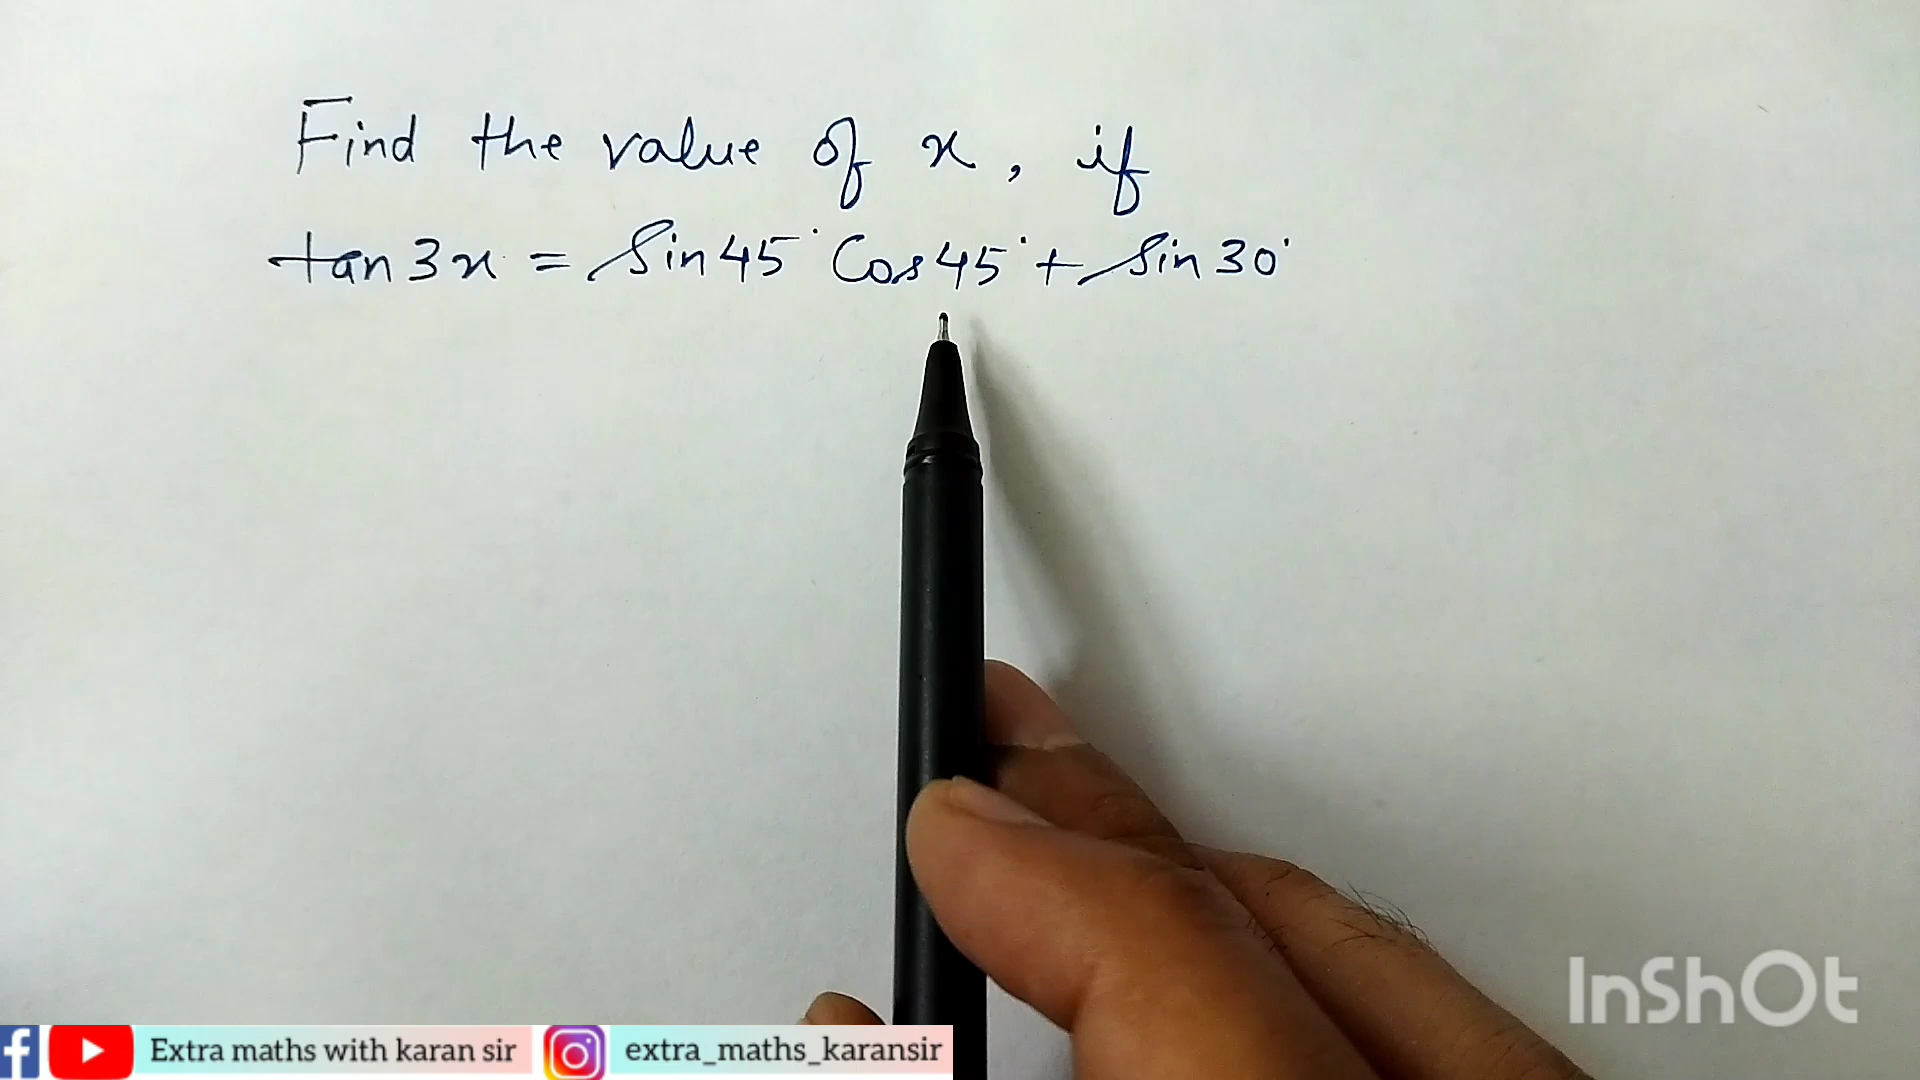 Find the value of x, if
tan 3x = Sin 45° Cos 45° + Sin 30°
InShOt
Extra maths with karan sir extra_maths_karansir